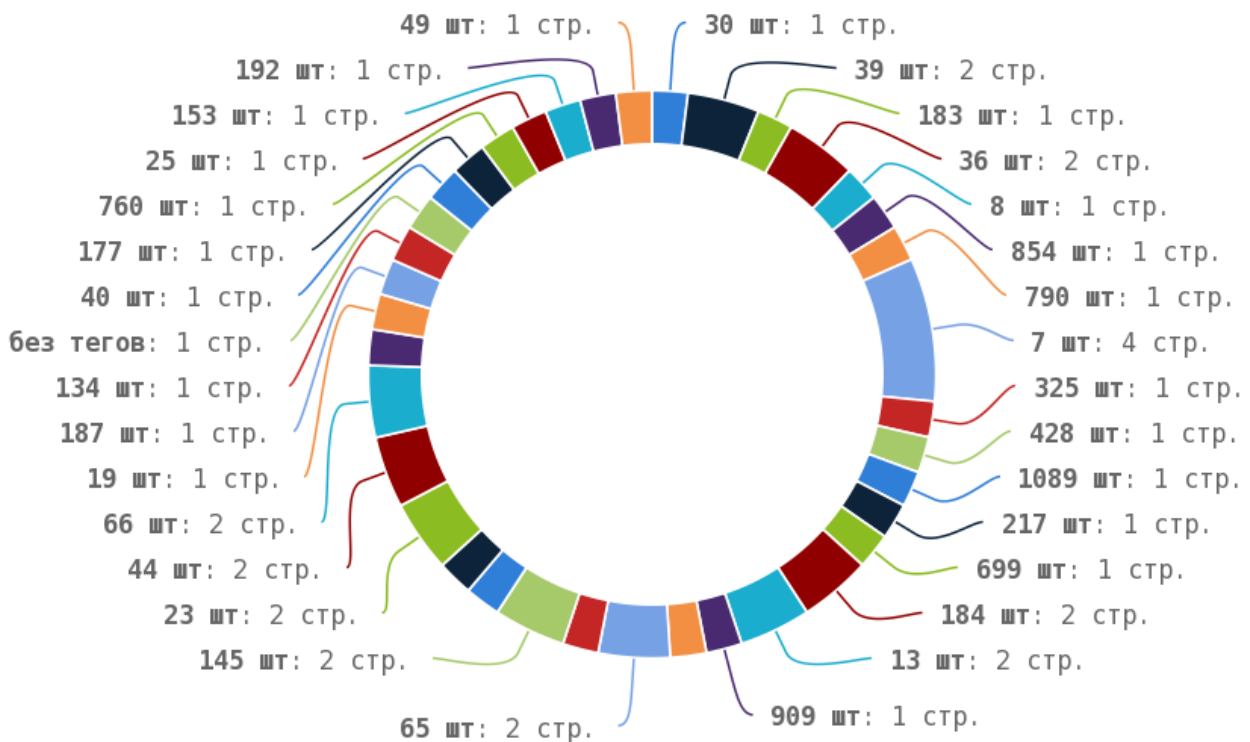 49 шт: 1 стр.
30 шт: 1 стр.
192 шт: 1 стр.
39 шт: 2 стр.
153 шт: 1 стр.
183 шт: 1 стр.
25 шт: 1 стр.
36 шт: 2 стр.
760 шт: 1 стр.
8 шт: 1 стр.
177 шт: 1 стр.
854 шт: 1 стр.
40 шт: 1 стр.
790 шт: 1 стр.
без тегов: 1 стр.
7 шт: 4 стр.
134 шт: 1 стр.
325 шт: 1 стр.
187 шт: 1 стр.
428 шт: 1 стр.
19 шт: 1 стр.
1089 шт: 1 стр.
66 шт: 2 стр.
217 шт: 1 стр.
44 шт: 2 стр.
699 шт: 1 стр.
23 шт: 2 стр.
184 шт: 2 стр.
145 шт: 2 стр.
13 шт: 2 стр.
65 шт: 2 стр.
909 шт: 1 стр.